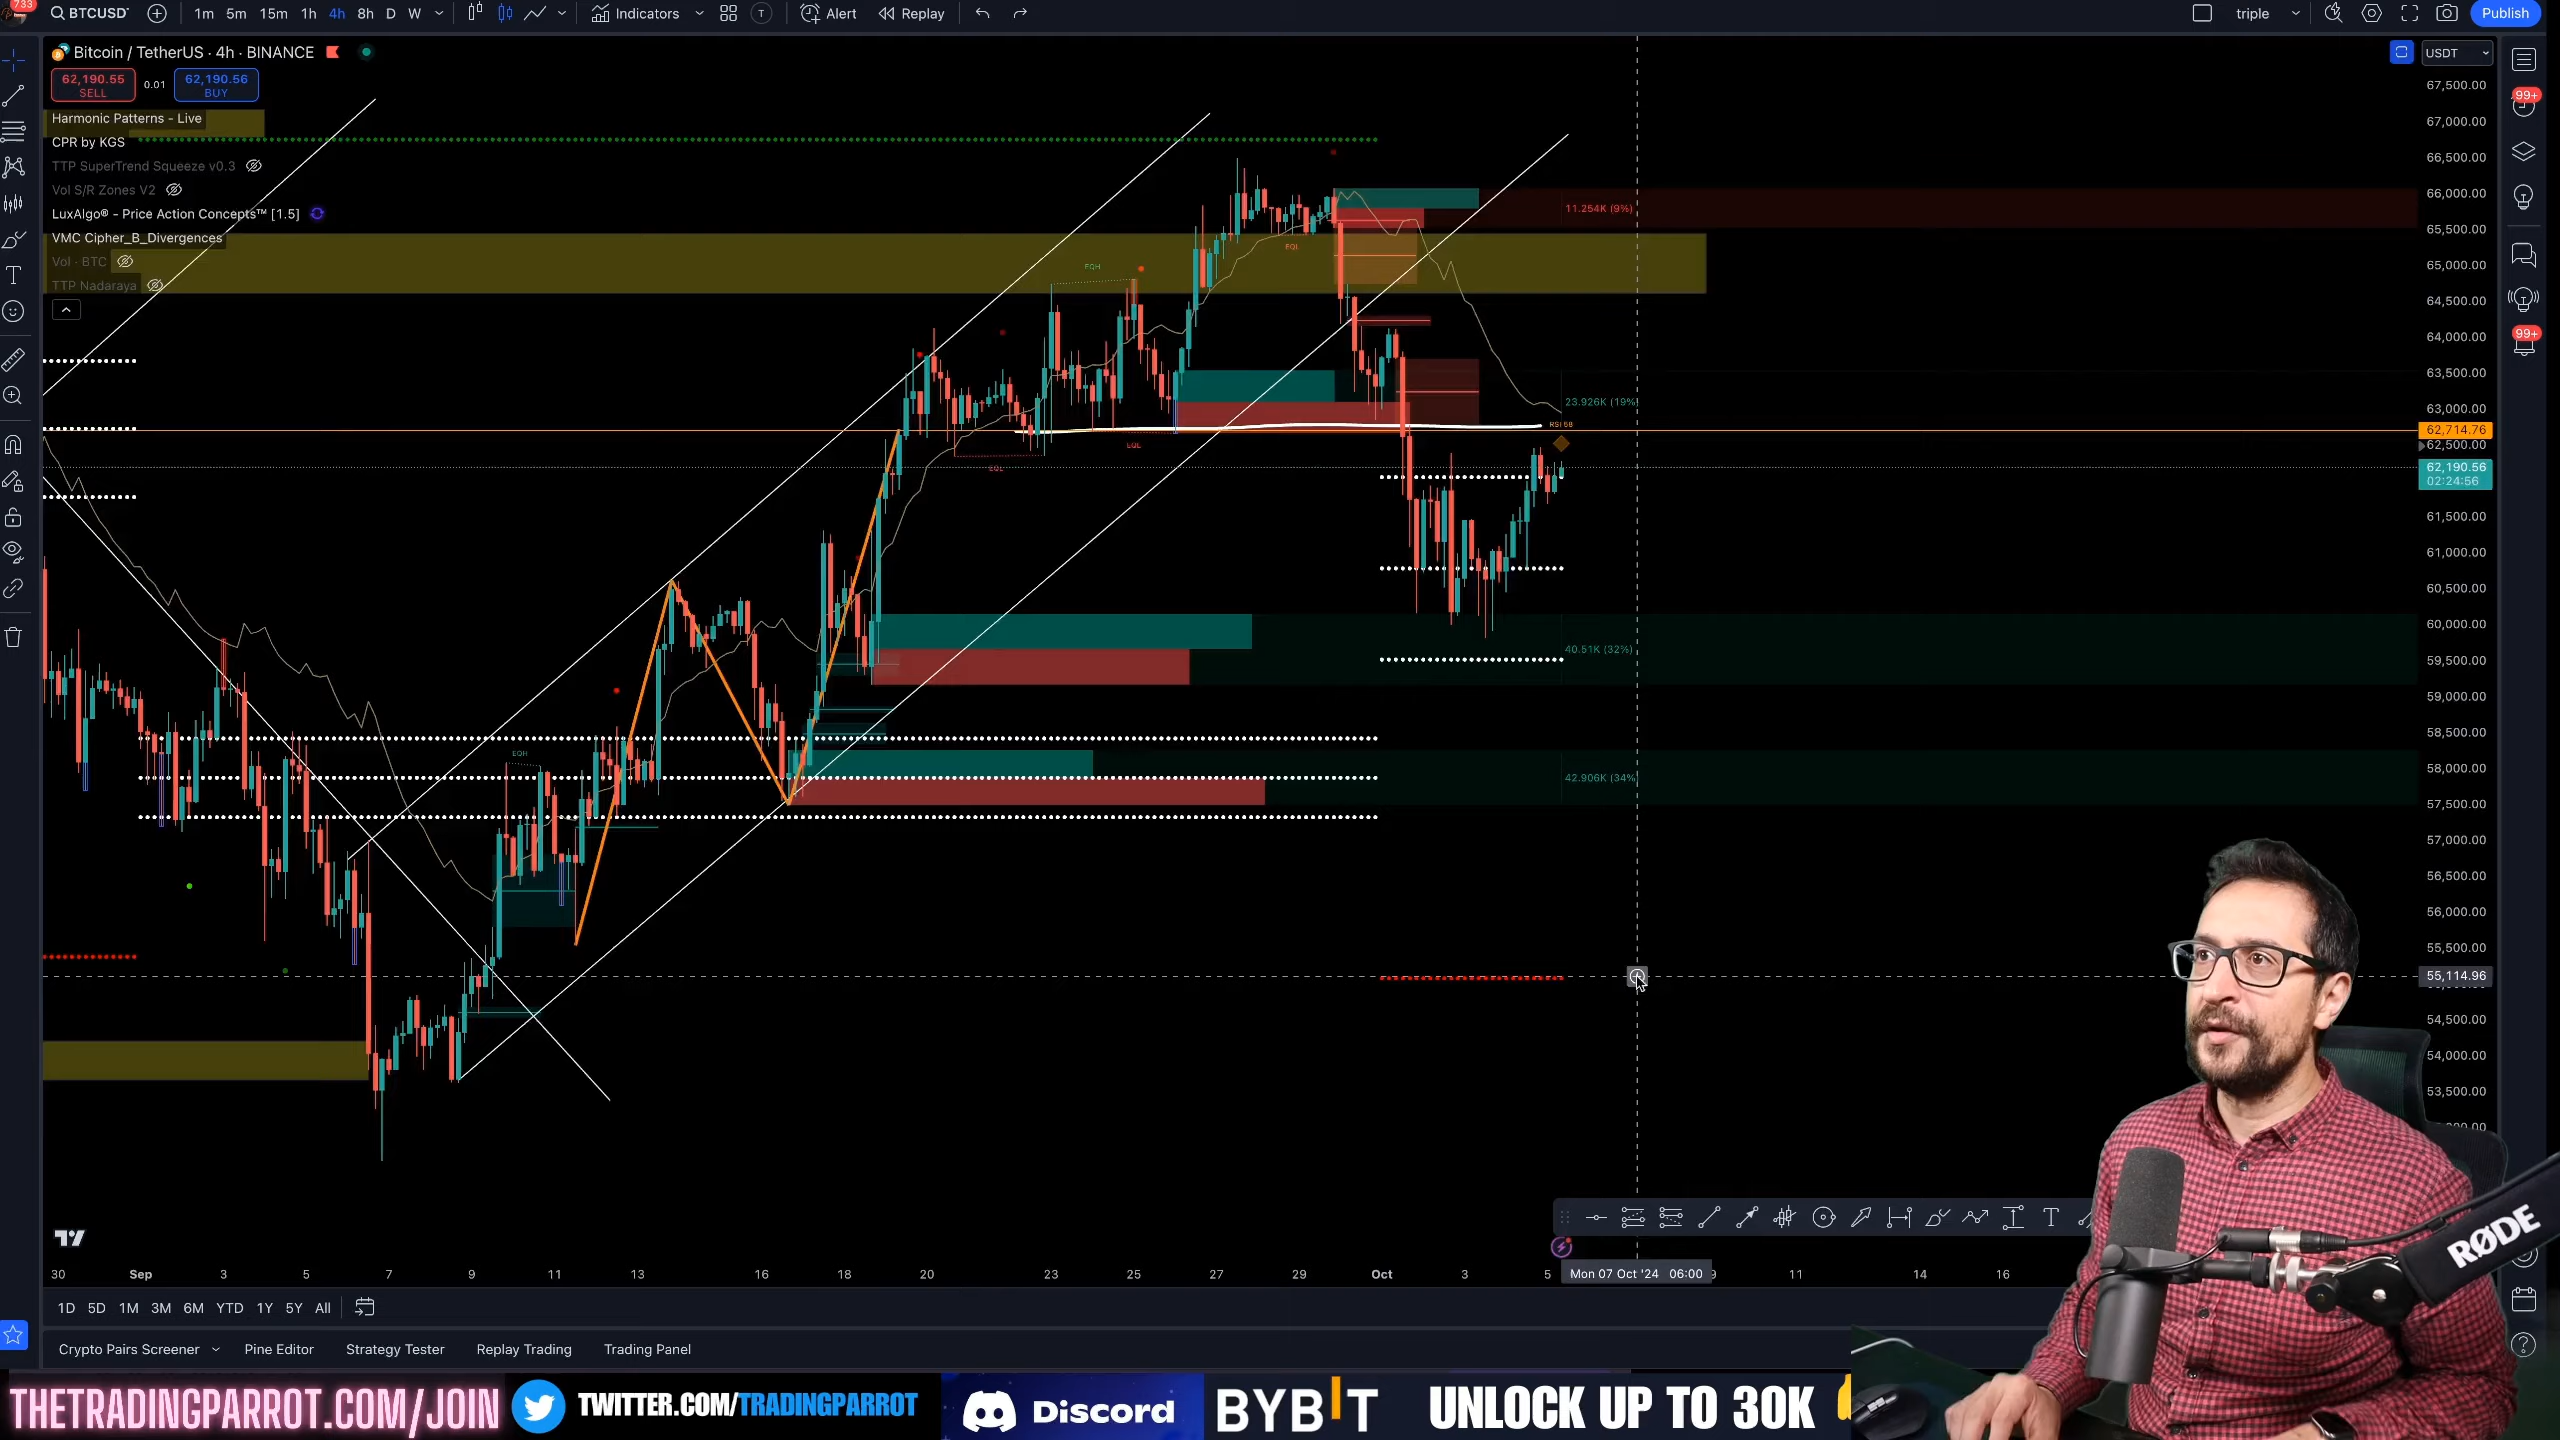 733
BTCUSD
1m 5m 15m 1h 4h 8h D W
Indicators
T
Alert
Replay
triple
Publish
Bitcoin / TetherUS · 4h · BINANCE
USDT
62,190.55
SELL
0.01
62,190.56
BUY
Harmonic Patterns - Live
CPR by KGS
TTP SuperTrend Squeeze v0.3
Vol S/R Zones V2
LuxAlgo® - Price Action Concepts™ [1.5]
VMC Cipher_B_Divergences
Vol · BTC
TTP Nadaraya
99+
99+
67,500.00
67,000.00
66,500.00
66,000.00
65,500.00
65,000.00
64,500.00
64,000.00
63,500.00
63,000.00
62,714.76
62,500.00
62,190.56
02:24:56
61,500.00
61,000.00
60,500.00
60,000.00
59,500.00
59,000.00
58,500.00
58,000.00
57,500.00
57,000.00
56,500.00
56,000.00
55,500.00
55,114.96
54,500.00
54,000.00
53,500.00
11.254K (9%)
23.926K (19%)
RSI 58
40.51K (32%)
42.906K (34%)
EQH
EQL
EQL
EQL
EQH
30 Sep 3 5 7 9 11 13 16 18 20 23 25 27 29 Oct 3 5 Mon 07 Oct '24 06:00 9 11 14 16
1D 5D 1M 3M 6M YTD 1Y 5Y All
Crypto Pairs Screener
Pine Editor
Strategy Tester
Replay Trading
Trading Panel
RØDE
THETRADINGPARROT.COM/JOIN
TWITTER.COM/TRADINGPARROT
Discord
BYBIT
UNLOCK UP TO 30K